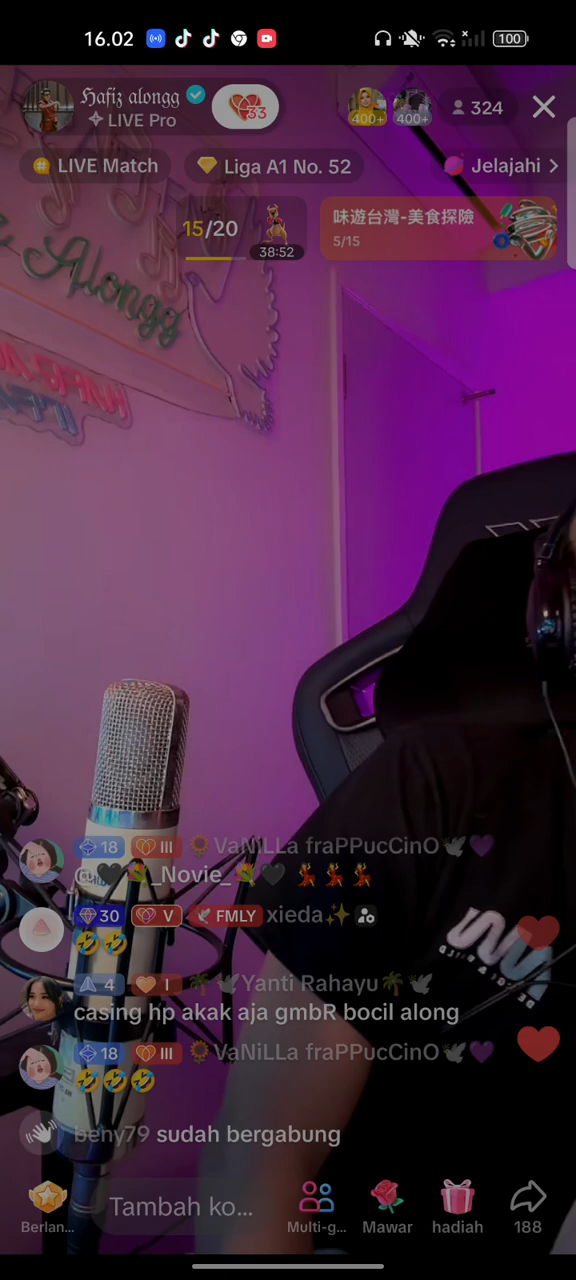 16.02
100
ℌafiz alongg
LIVE Pro
33
400+
400+
324
LIVE Match
Liga A1 No. 52
Jelajahi
15/20
38:52
味遊台灣-美食探險
5/15
Alongg
18 III 🌻VaNiLLa fraPPucCinO🕊💜
@🖤💐_Novie_💐🖤 💃💃💃
30 V FMLY xieda✨
🤣🤣
4 I 🌴🕊Yanti Rahayu🌴🕊
casing hp akak aja gmbR bocil along
18 III 🌻VaNiLLa fraPPucCinO🕊💜
🤣🤣🤣
beny79 sudah bergabung
Berlan...
Tambah ko...
Multi-g...
Mawar
hadiah
188